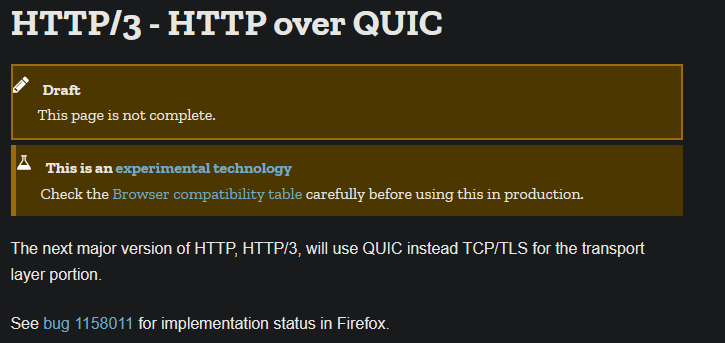 HTTP/3 - HTTP over QUIC
Draft
This page is not complete.
This is an experimental technology
Check the Browser compatibility table carefully before using this in production.
The next major version of HTTP, HTTP/3, will use QUIC instead TCP/TLS for the transport
layer portion.
See bug 1158011 for implementation status in Firefox.